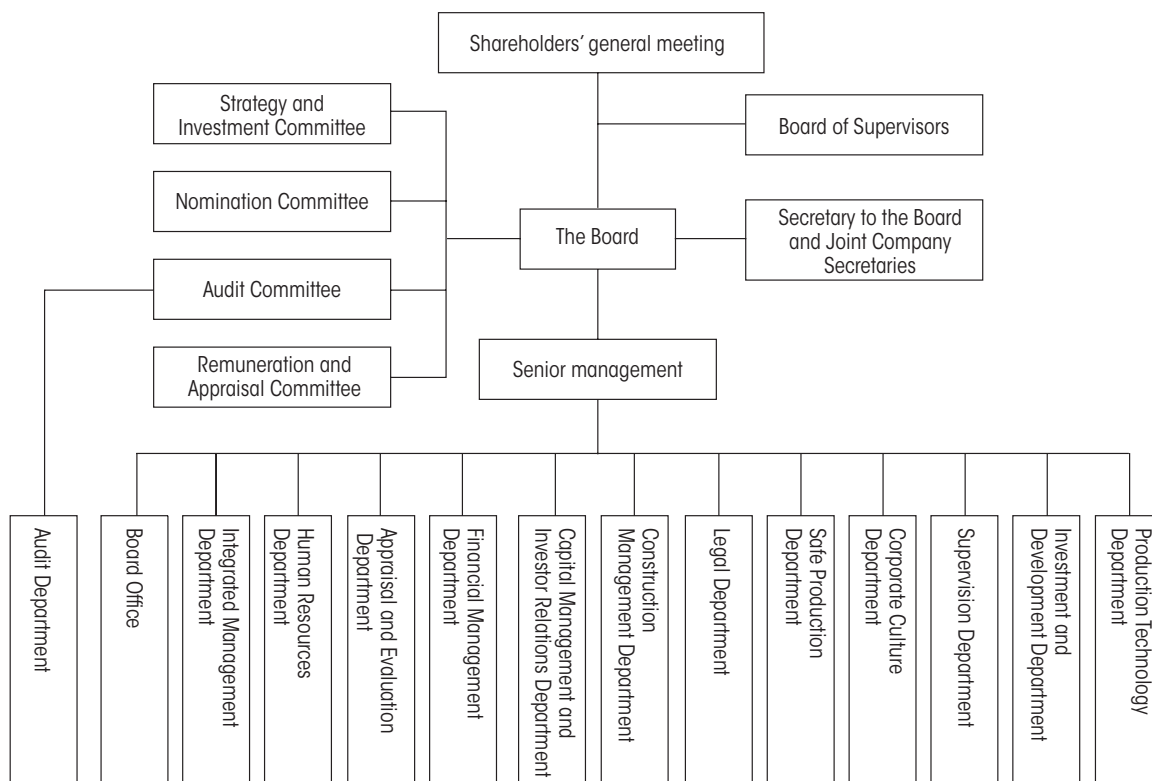 Shareholders’ general meeting
Strategy and
Investment Committee
Board of Supervisors
Nomination Committee
The Board
Secretary to the Board
and Joint Company
Secretaries
Audit Committee
Senior management
Remuneration and
Appraisal Committee
Audit Department
Board Office
Integrated Management
Department
Human Resources
Department
Appraisal and Evaluation
Department
Financial Management
Department
Capital Management and
Investor Relations Department
Construction
Management Department
Legal Department
Safe Production
Department
Corporate Culture
Department
Supervision Department
Investment and
Development Department
Production Technology
Department